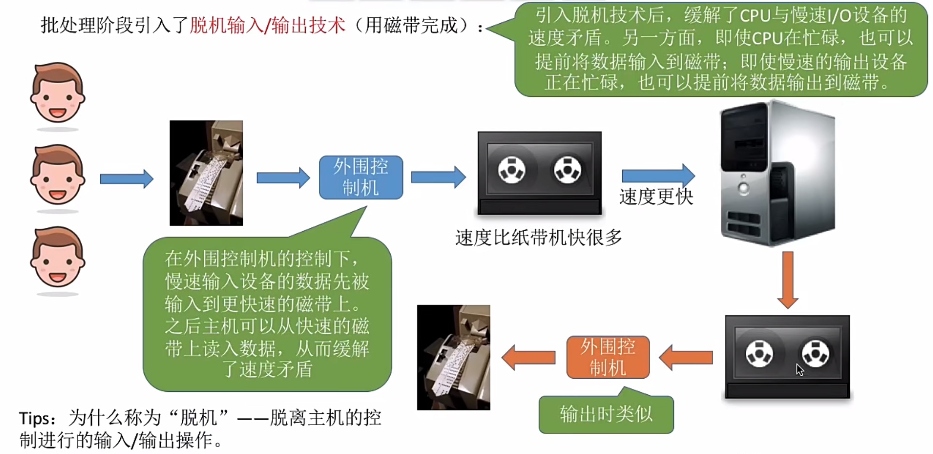 批处理阶段引入了脱机输入/输出技术（用磁带完成）：
引入脱机技术后，缓解了CPU与慢速I/O设备的
速度矛盾。另一方面，即使CPU在忙碌，也可以
提前将数据输入到磁带；即使慢速的输出设备
正在忙碌，也可以提前将数据输出到磁带。
外围控
制机
速度更快
速度比纸带机快很多
在外围控制机的控制下，
慢速输入设备的数据先被
输入到更快速的磁带上。
之后主机可以从快速的磁
带上读入数据，从而缓解
了速度矛盾
外围控
制机
输出时类似
Tips：为什么称为“脱机”——脱离主机的控
制进行的输入/输出操作。